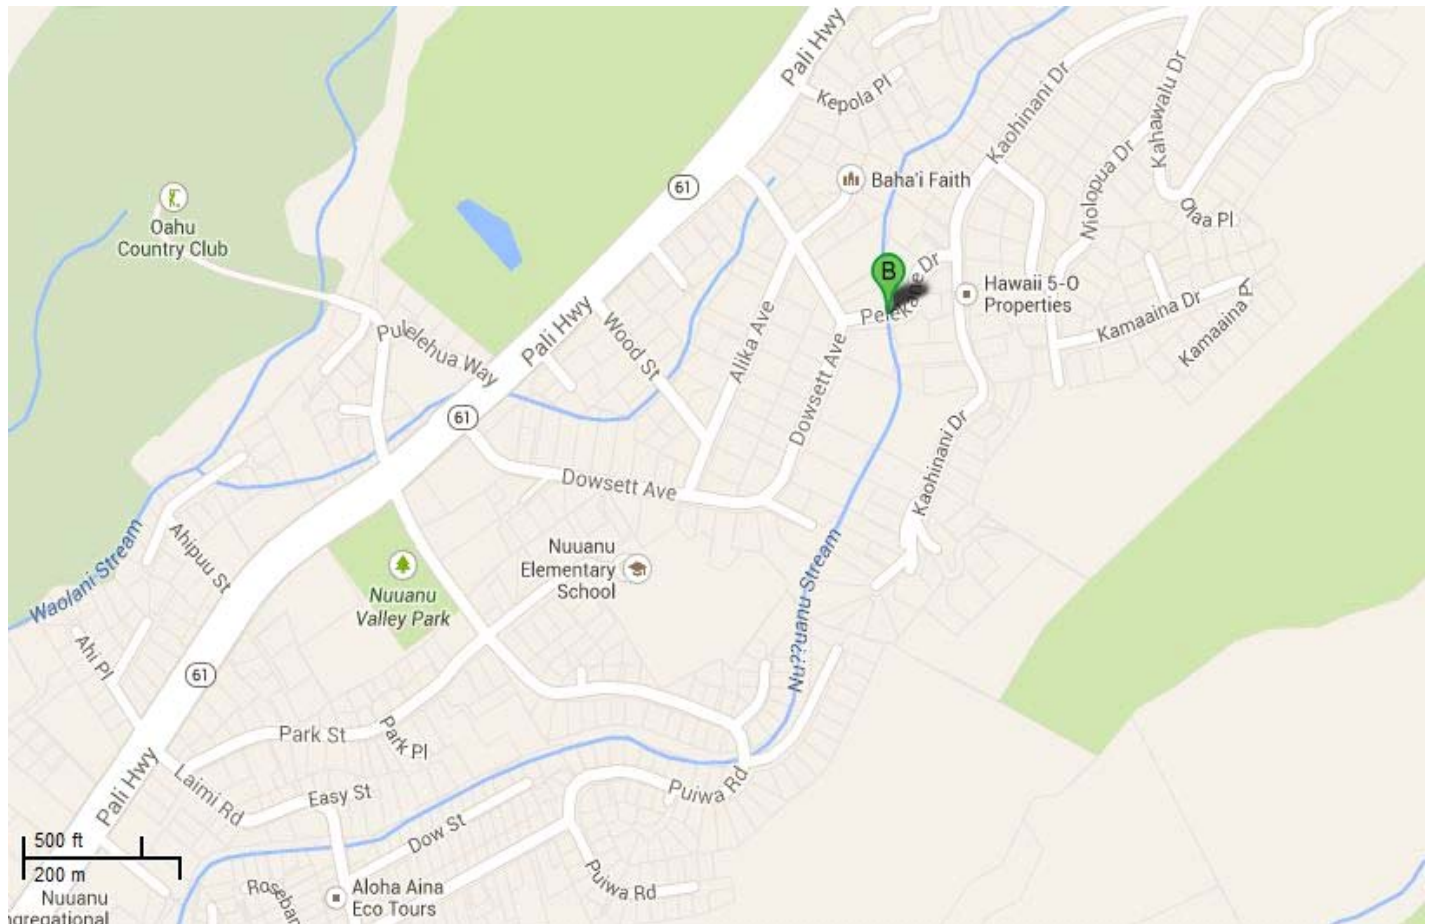 Pali Hwy
Kepola Pl
Kaohinani Dr
Kahawalu Dr
Niolopua Dr
Olaa Pl
61
Baha'i Faith
Oahu
Country Club
B
Hawaii 5-O
Properties
Kamaaina Dr
Kamaaina Pl
Pulelehua Way
Pali Hwy
Wood St
Alika Ave
Dowsett Ave
61
Dowsett Ave
Kaohinani Dr
Waolani Stream
Ahipuu St
Nuuanu
Elementary
School
Nuuanu
Valley Park
Nu??uanu Stream
Ahi Pl
61
Park St
Park Pl
Pali Hwy
Laimi Rd
Easy St
Puiwa Rd
Dow St
500 ft
200 m
Puiwa Rd
Aloha Aina
Eco Tours
Nuuanu